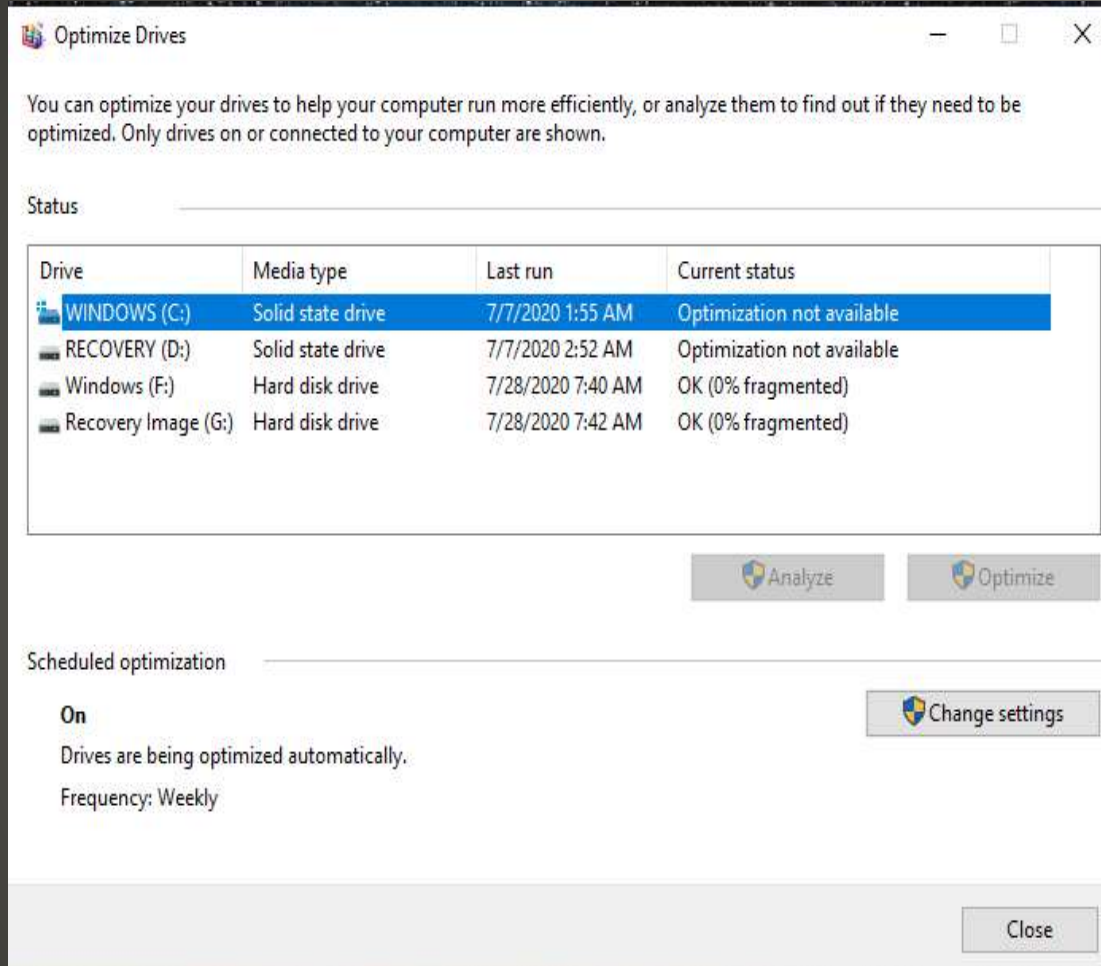 Optimize Drives
You can optimize your drives to help your computer run more efficiently, or analyze them to find out if they need to be
optimized. Only drives on or connected to your computer are shown.
Status
Drive Media type Last run Current status
WINDOWS (C:) Solid state drive 7/7/2020 1:55 AM Optimization not available
RECOVERY (D:) Solid state drive 7/7/2020 2:52 AM Optimization not available
Windows (F:) Hard disk drive 7/28/2020 7:40 AM OK (0% fragmented)
Recovery Image (G:) Hard disk drive 7/28/2020 7:42 AM OK (0% fragmented)
Analyze Optimize
Scheduled optimization
On Change settings
Drives are being optimized automatically.
Frequency: Weekly
Close